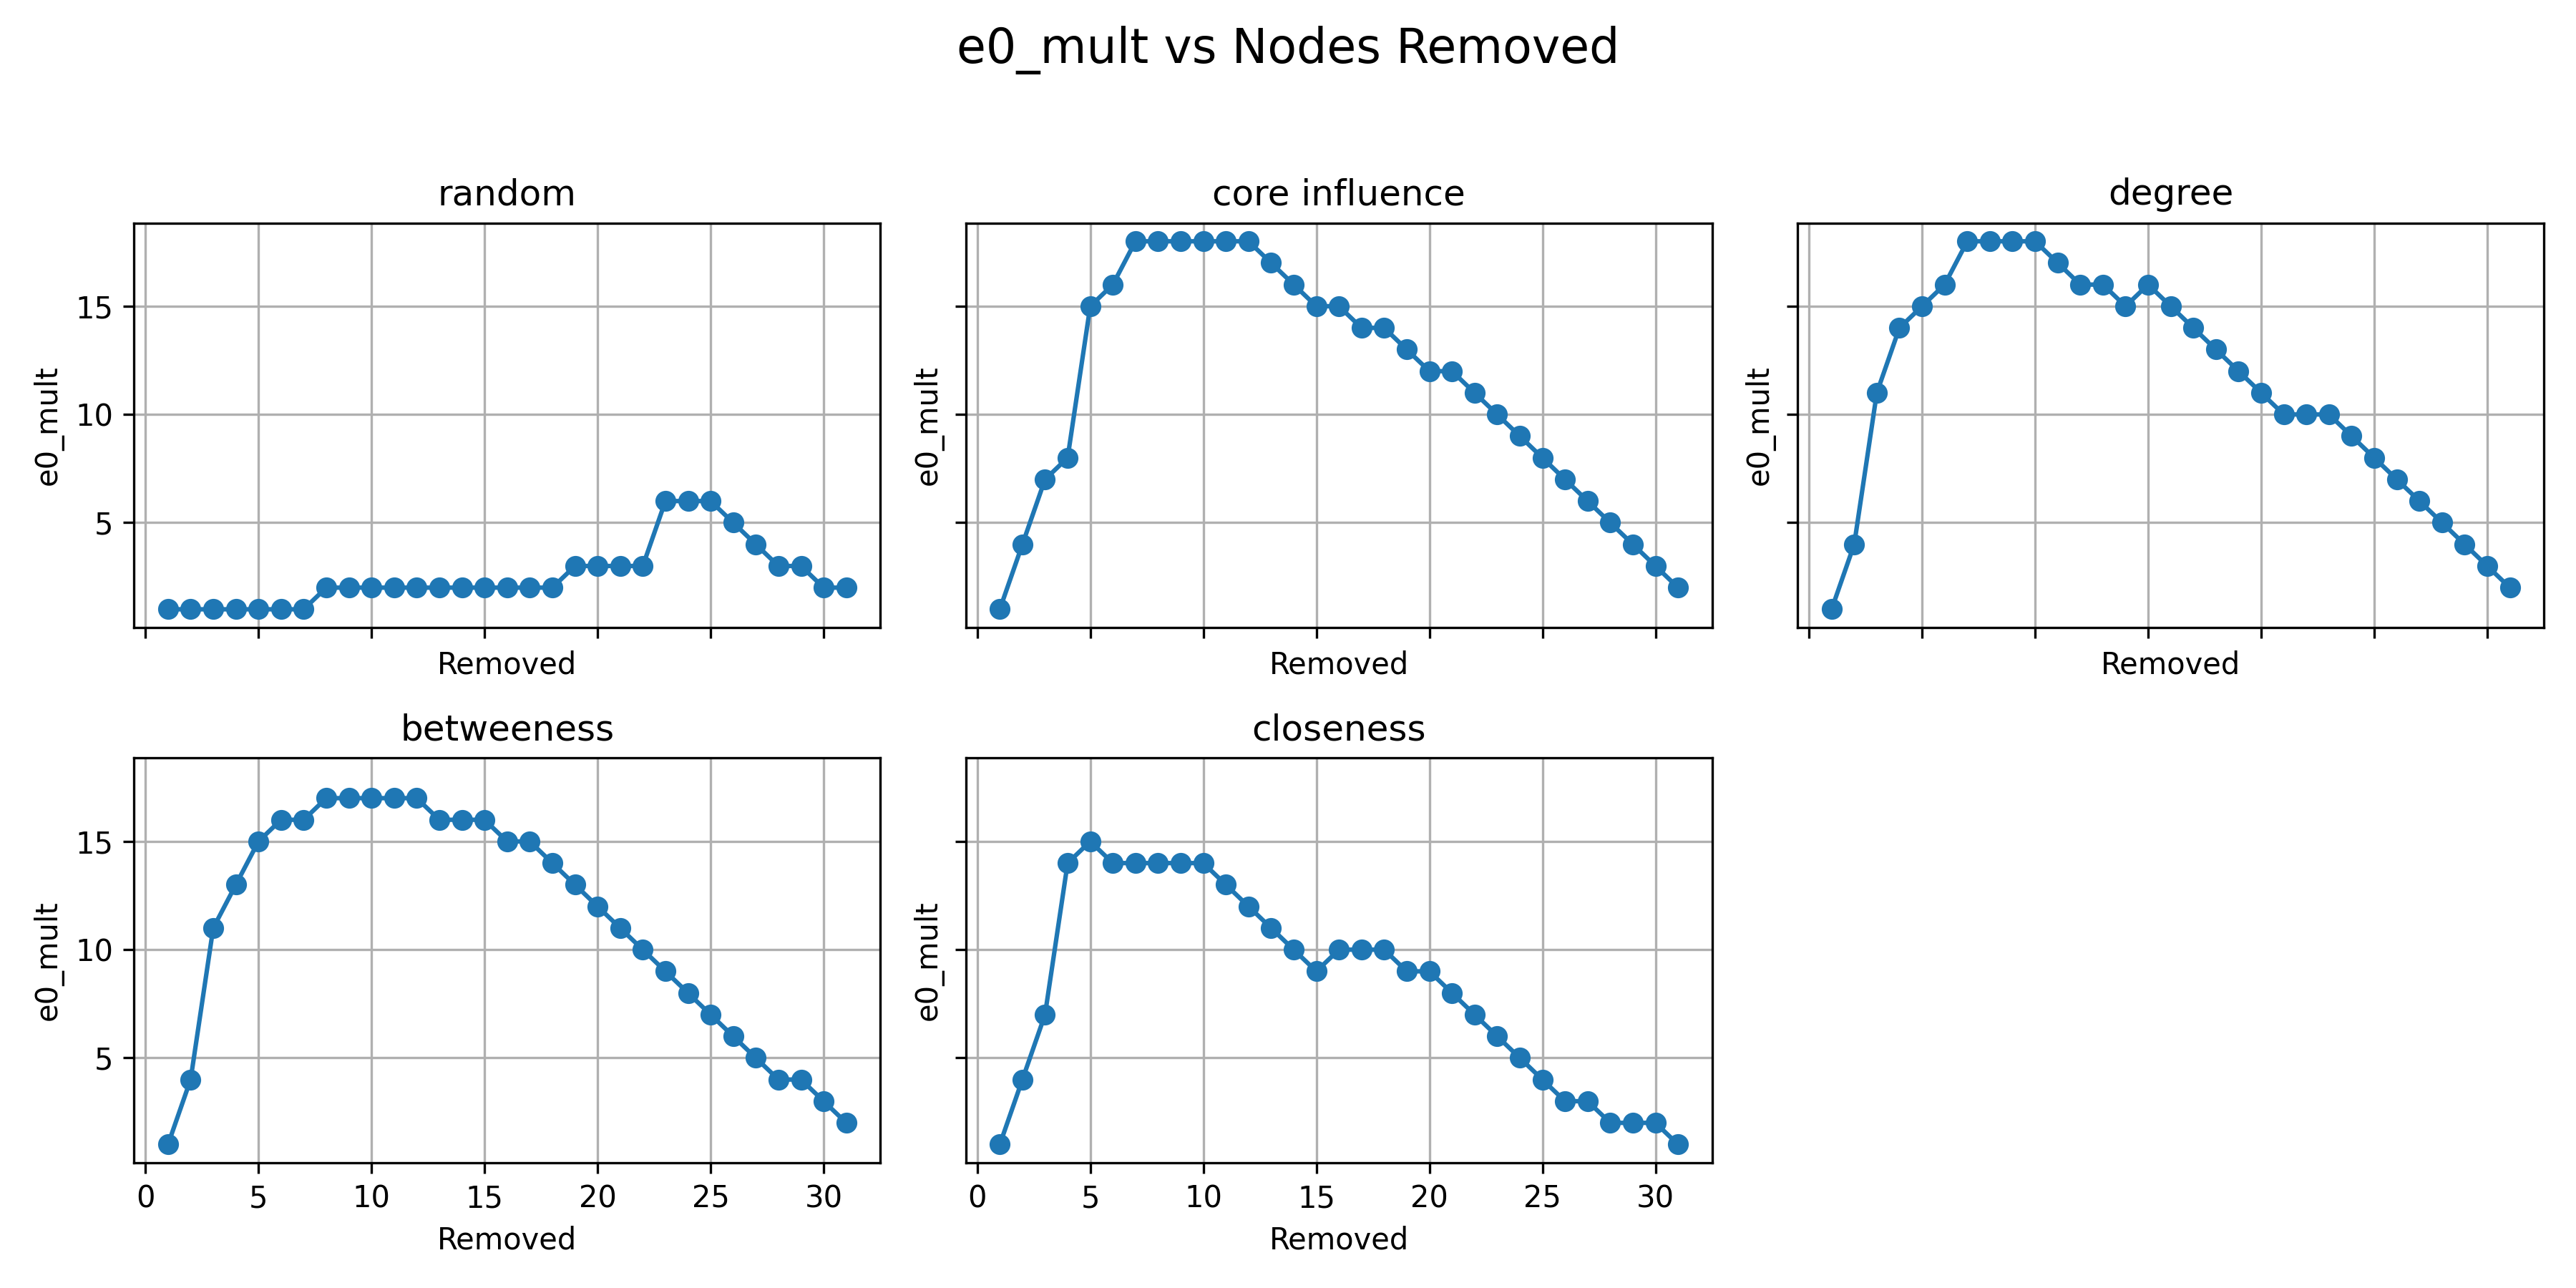 e0_mult vs Nodes Removed
random
core influence
degree
15
10
5
e0_mult
e0_mult
e0_mult
Removed
Removed
Removed
betweeness
closeness
15
10
5
e0_mult
e0_mult
0 5 10 15 20 25 30
0 5 10 15 20 25 30
Removed
Removed